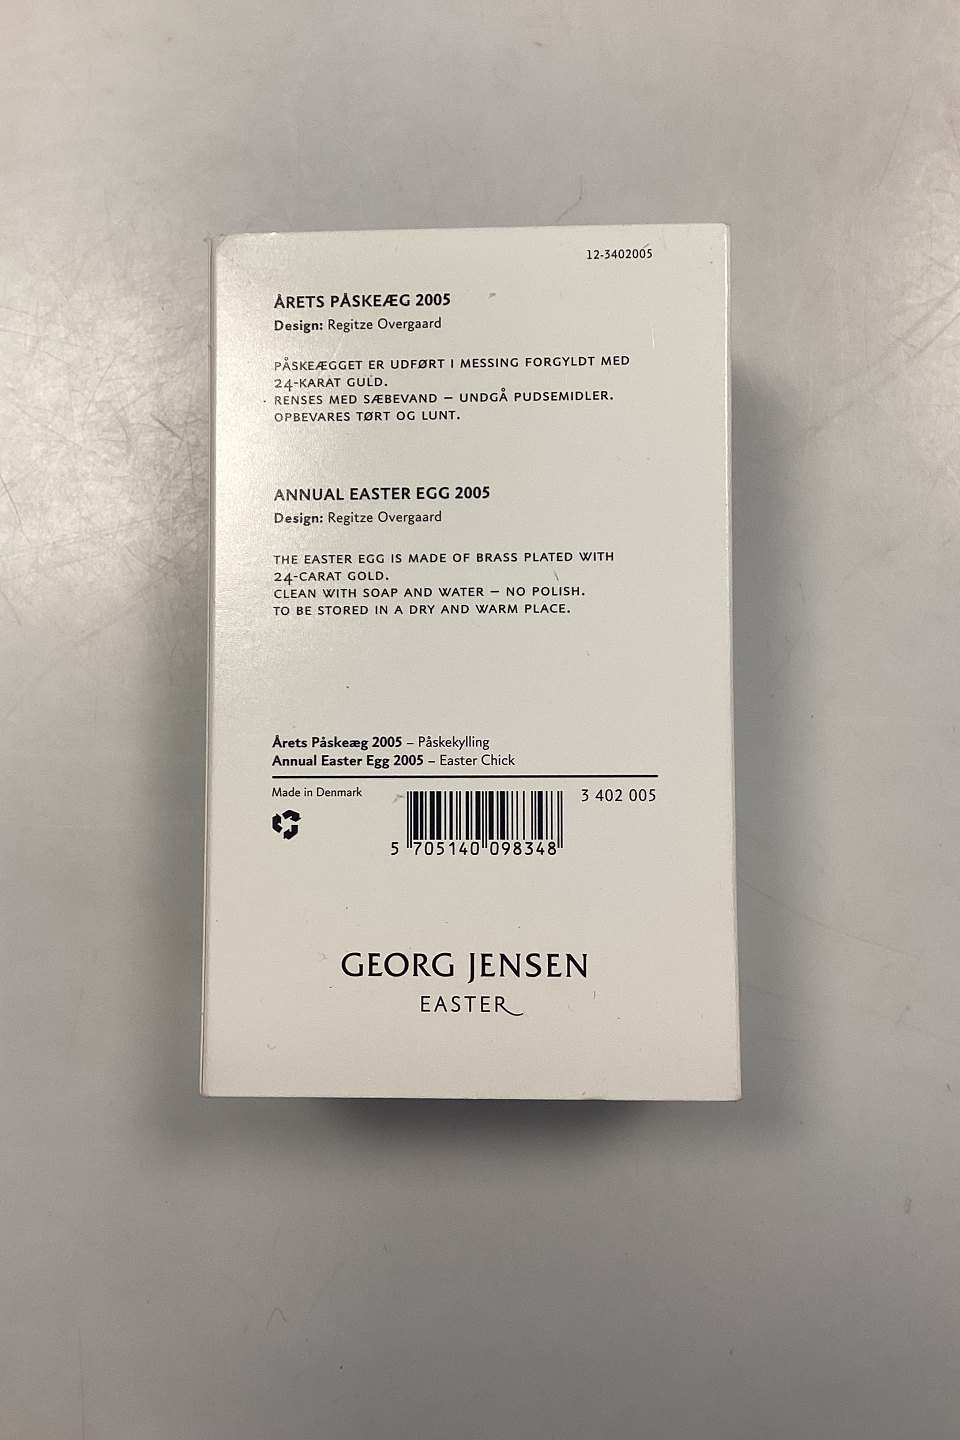 12-3402005
ÅRETS PÅSKEÆG 2005
Design: Regitze Overgaard
PÅSKEÆGGET ER UDFØRT I MESSING FORGYLDT MED
24-KARAT GULD.
RENSES MED SÆBEVAND – UNDGÅ PUDSEMIDLER.
OPBEVARES TØRT OG LUNT.
ANNUAL EASTER EGG 2005
Design: Regitze Overgaard
THE EASTER EGG IS MADE OF BRASS PLATED WITH
24-CARAT GOLD.
CLEAN WITH SOAP AND WATER – NO POLISH.
TO BE STORED IN A DRY AND WARM PLACE.
Årets Påskeæg 2005 – Påskekylling
Annual Easter Egg 2005 – Easter Chick
Made in Denmark
3 402 005
5 705140 098348
GEORG JENSEN
EASTER